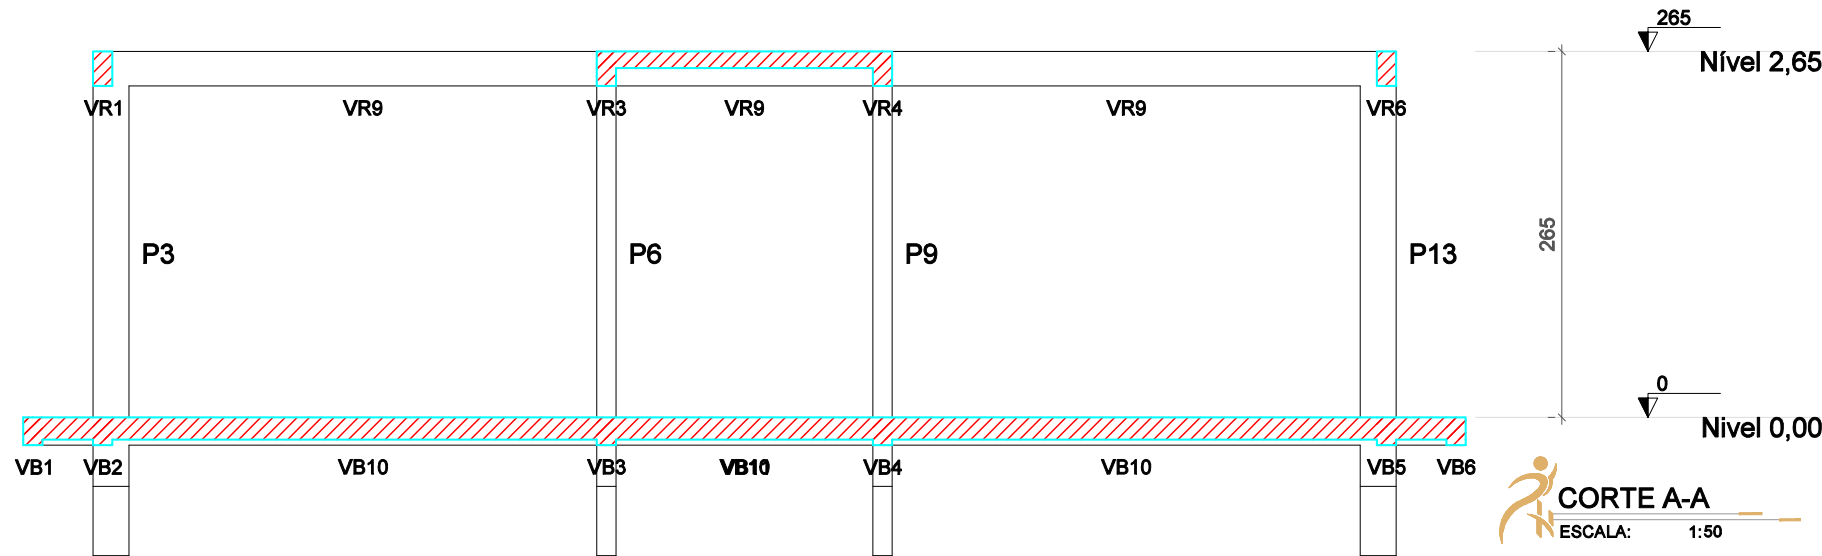 265
Nível 2,65
VR1 VR9 VR3 VR9 VR4 VR9 VR6
265
P3 P6 P9 P13
0
Nivel 0,00
VB1 VB2 VB10 VB3 VB4 VB10 VB5 VB6
CORTE A-A
ESCALA: 1:50